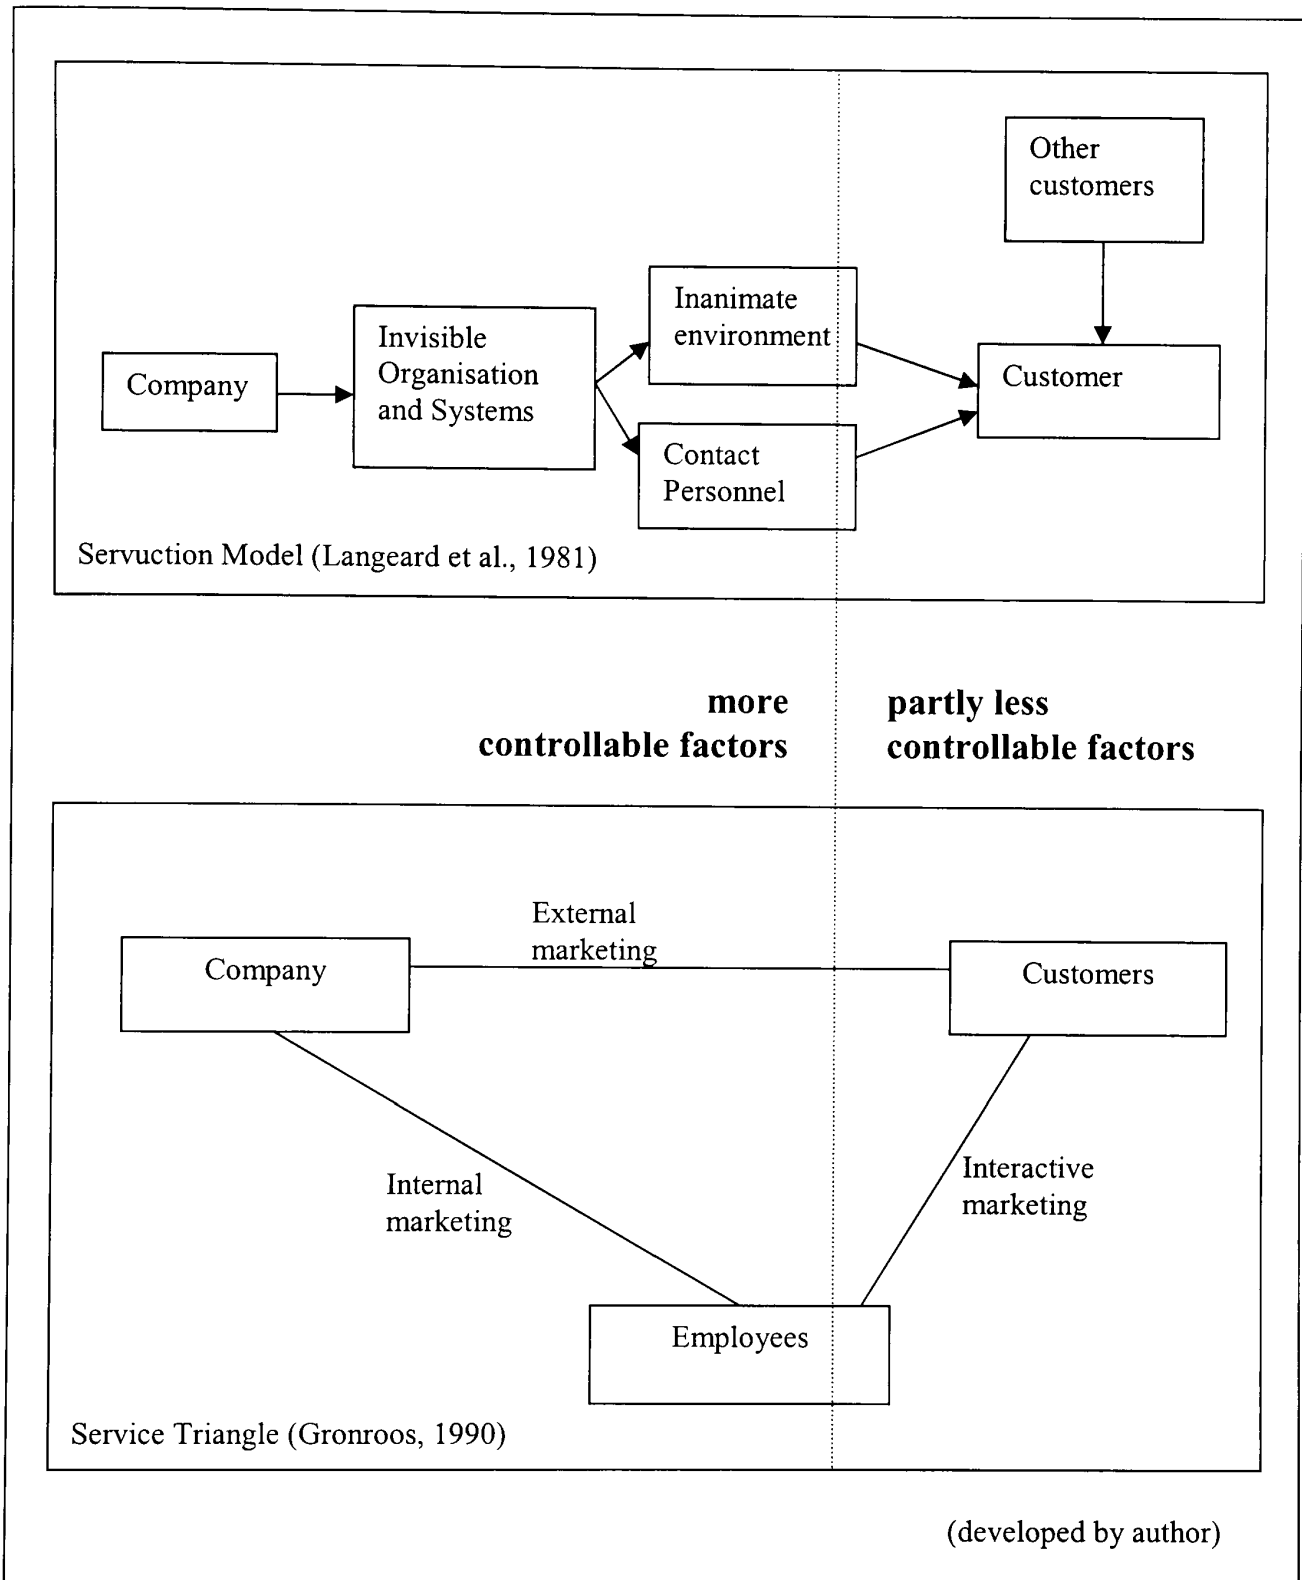 Other
customers
Inanimate
environment
Invisible
Organisation
and Systems
Company
Customer
Contact
Personnel
Servuction Model (Langeard et al., 1981)
more
controllable factors
partly less
controllable factors
External
marketing
Company
Customers
Internal
marketing
Interactive
marketing
Employees
Service Triangle (Gronroos, 1990)
(developed by author)